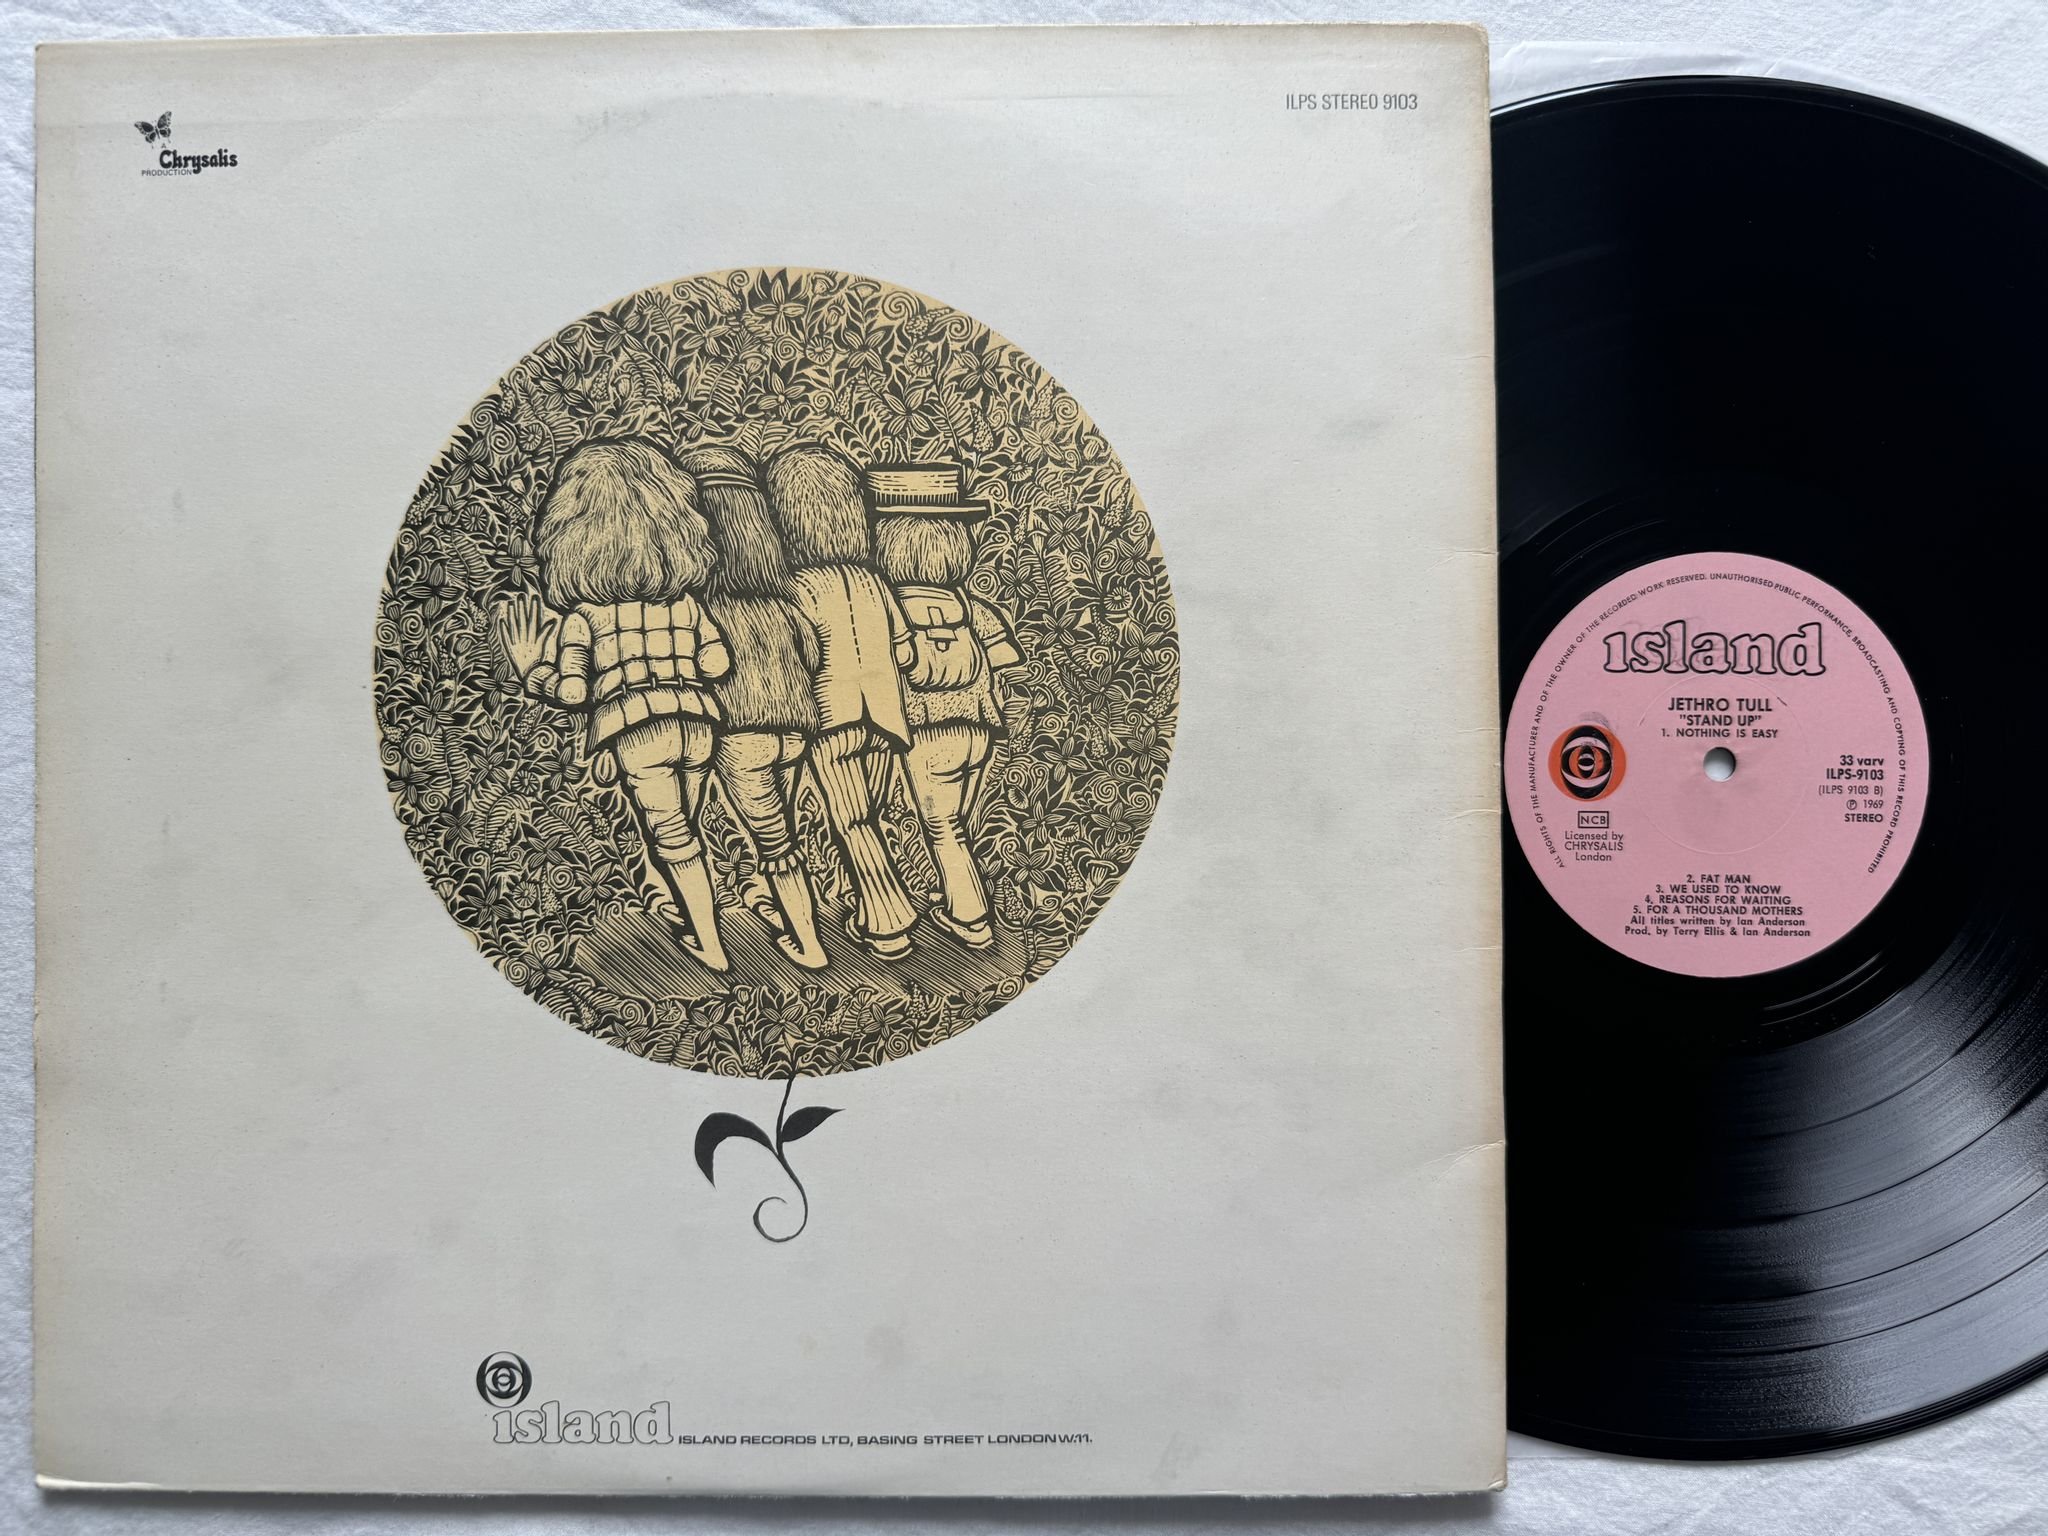 A
Chrysalis
PRODUCTION
ILPS STEREO 9103
island
ISLAND RECORDS LTD, BASING STREET LONDON W.11.
ALL RIGHTS OF THE MANUFACTURER AND OF THE OWNER OF THE RECORDED WORK RESERVED. UNAUTHORISED PUBLIC PERFORMANCE, BROADCASTING AND COPYING OF THIS RECORD PROHIBITED
island
JETHRO TULL
"STAND UP"
1. NOTHING IS EASY
33 varv
ILPS-9103
(ILPS 9103 B)
℗ 1969
STEREO
NCB
Licensed by
CHRYSALIS
London
2. FAT MAN
3. WE USED TO KNOW
4. REASONS FOR WAITING
5. FOR A THOUSAND MOTHERS
All titles written by Ian Anderson
Prod. by Terry Ellis & Ian Anderson